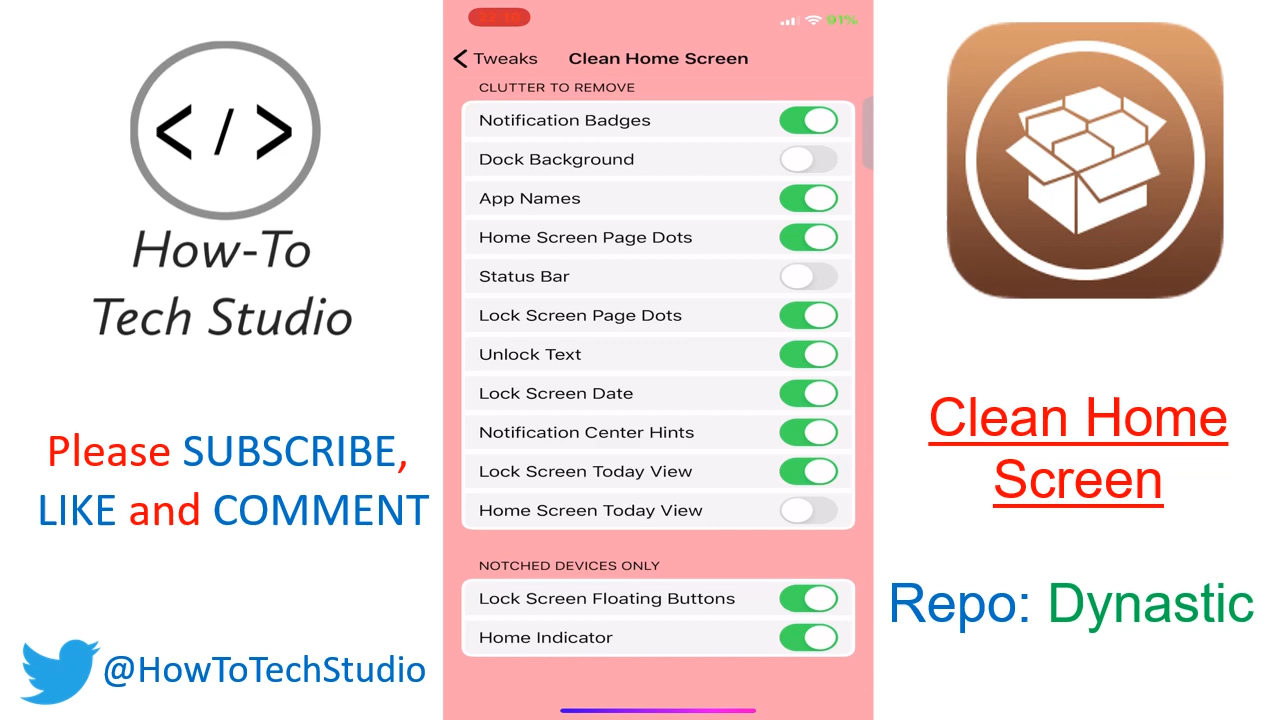 </>
How-To
Tech Studio
Please SUBSCRIBE,
LIKE and COMMENT
@HowToTechStudio
91%
Tweaks
Clean Home Screen
CLUTTER TO REMOVE
Notification Badges
Dock Background
App Names
Home Screen Page Dots
Status Bar
Lock Screen Page Dots
Unlock Text
Lock Screen Date
Notification Center Hints
Lock Screen Today View
Home Screen Today View
NOTCHED DEVICES ONLY
Lock Screen Floating Buttons
Home Indicator
Clean Home
Screen
Repo: Dynastic